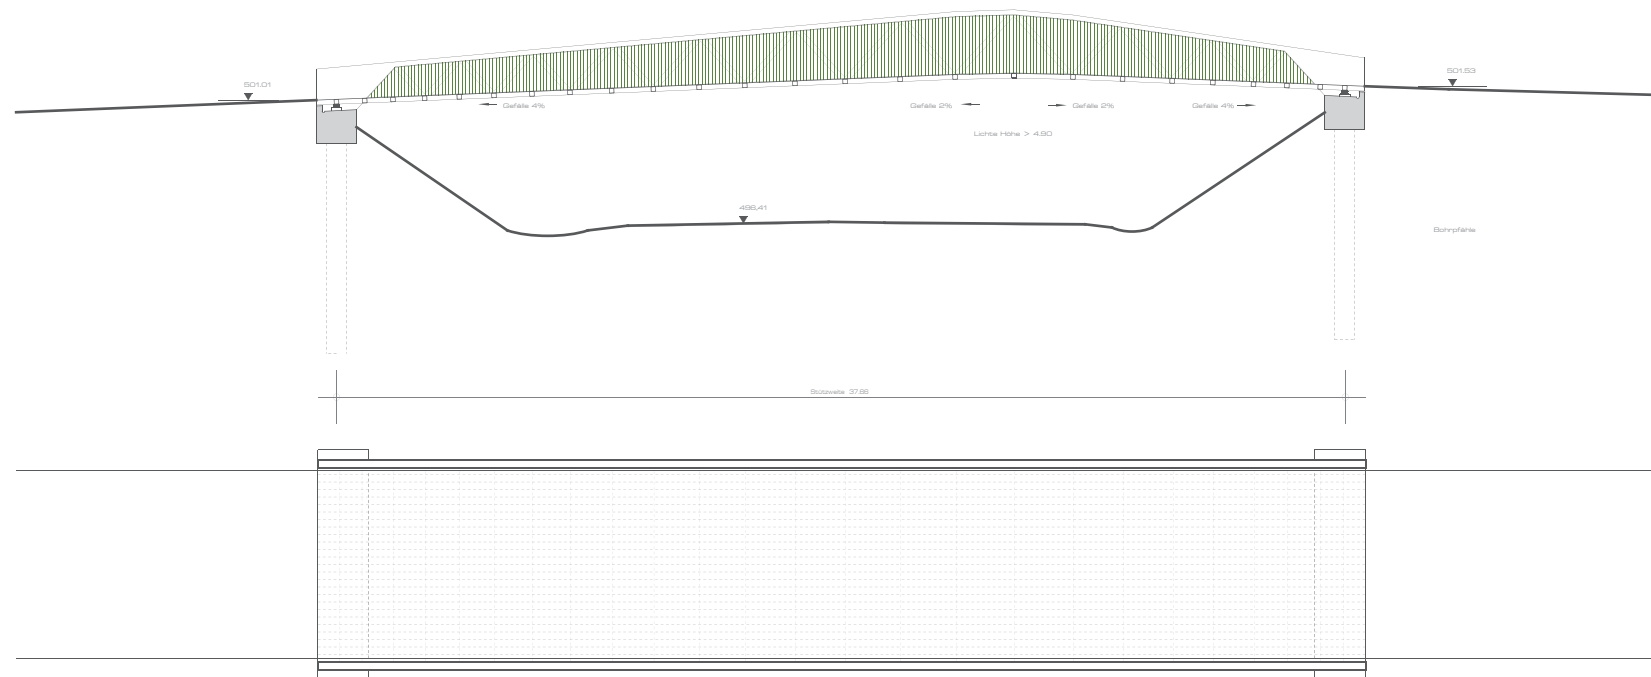 501,01
501,53
Gefälle 4%
Gefälle 2%
Gefälle 2%
Gefälle 4%
Lichte Höhe > 4.90
496,41
Bohrpfähle
Stützweite 37.66